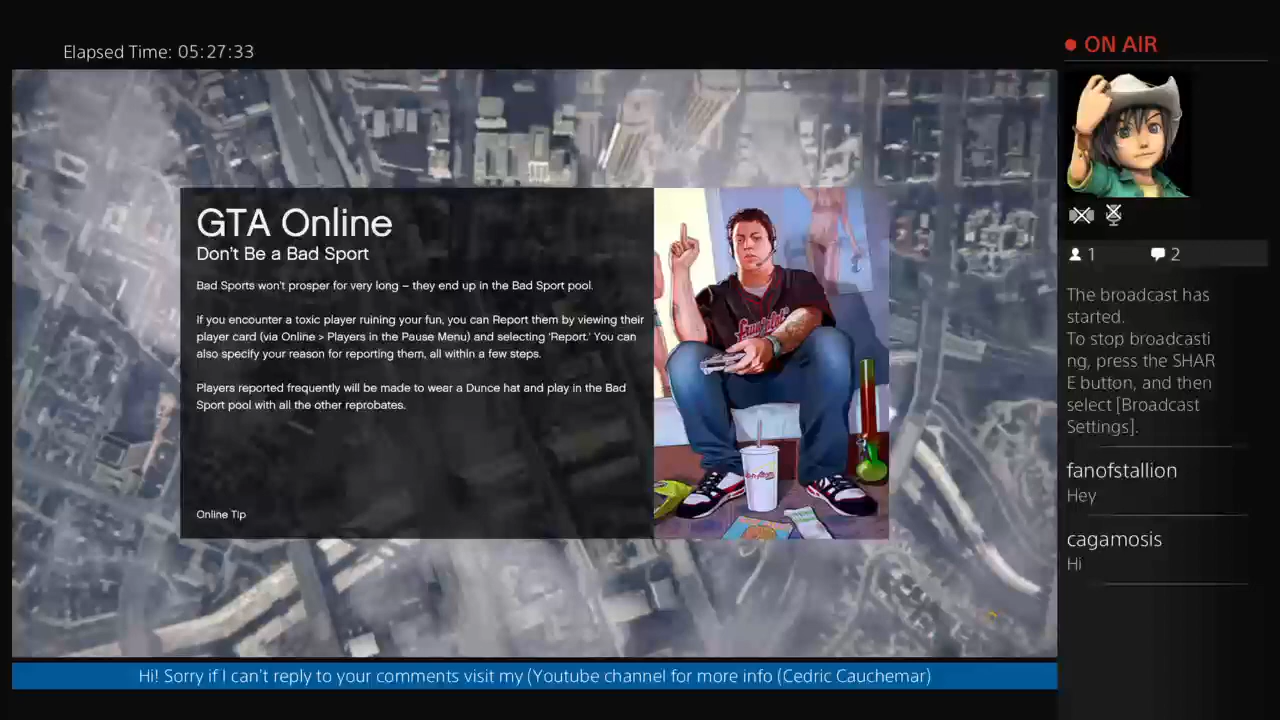 Elapsed Time: 05:27:33
ON AIR
GTA Online
Don't Be a Bad Sport
Bad Sports won't prosper for very long – they end up in the Bad Sport pool.
If you encounter a toxic player ruining your fun, you can Report them by viewing their
player card (via Online > Players in the Pause Menu) and selecting 'Report.' You can
also specify your reason for reporting them, all within a few steps.
Players reported frequently will be made to wear a Dunce hat and play in the Bad
Sport pool with all the other reprobates.
Online Tip
1
2
The broadcast has
started.
To stop broadcasti
ng, press the SHAR
E button, and then
select [Broadcast
Settings].
fanofstallion
Hey
cagamosis
Hi
Hi! Sorry if I can't reply to your comments visit my (Youtube channel for more info (Cedric Cauchemar)